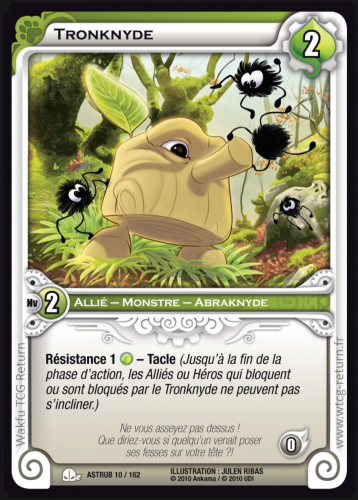 TRONKNYDE
2
Nv 2
ALLIÉ – MONSTRE – ABRAKNYDE
Résistance 1 – Tacle (Jusqu'à la fin de la
phase d'action, les Alliés ou Héros qui bloquent
ou sont bloqués par le Tronknyde ne peuvent pas
s'incliner.)
Ne vous asseyez pas dessus !
Que diriez-vous si quelqu'un venait poser
ses fesses sur votre tête ?!
0
ASTRUB 10 / 162
ILLUSTRATION : JULEN RIBAS
© 2010 Ankama / © 2010 UDI
Wakfu TCG Return
www.wtcg-return.fr